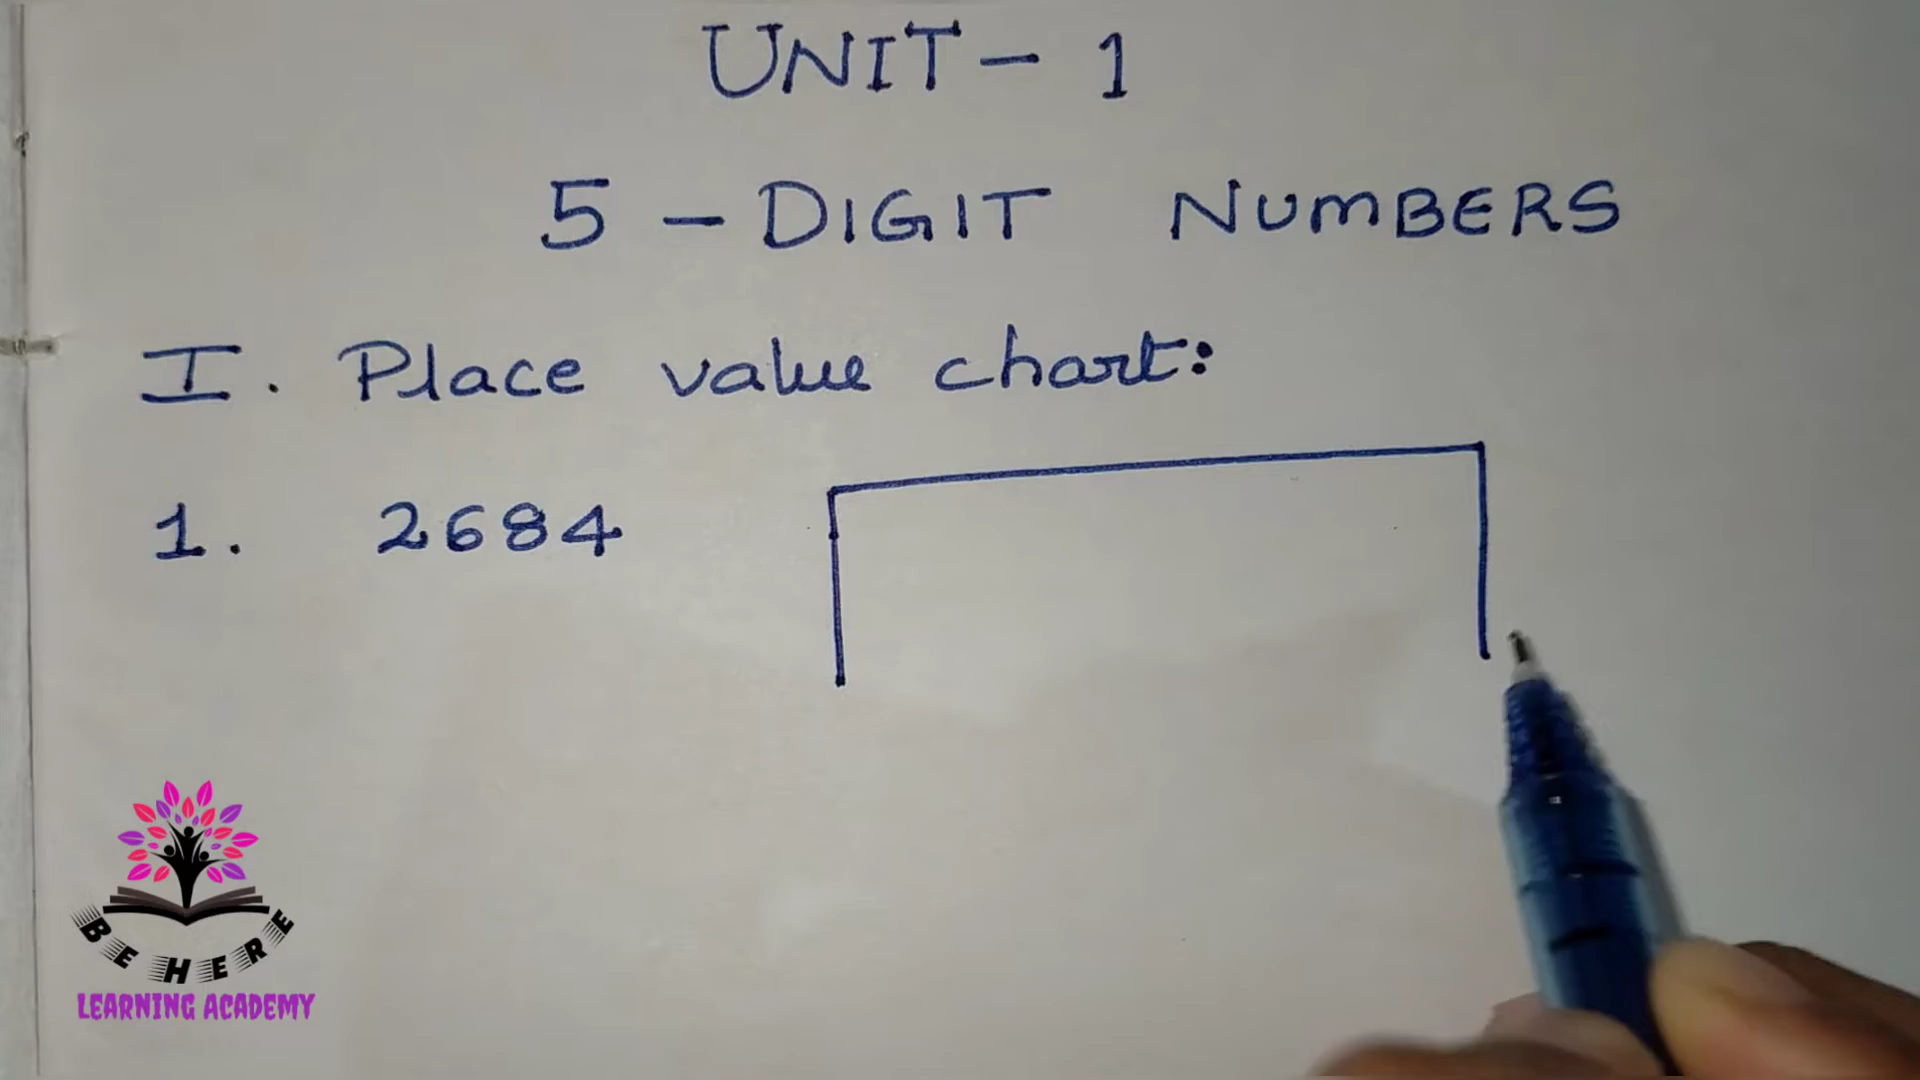 UNIT - 1
5 - DIGIT NUMBERS
I. Place value chart:
1. 2684
BE HERE
LEARNING ACADEMY